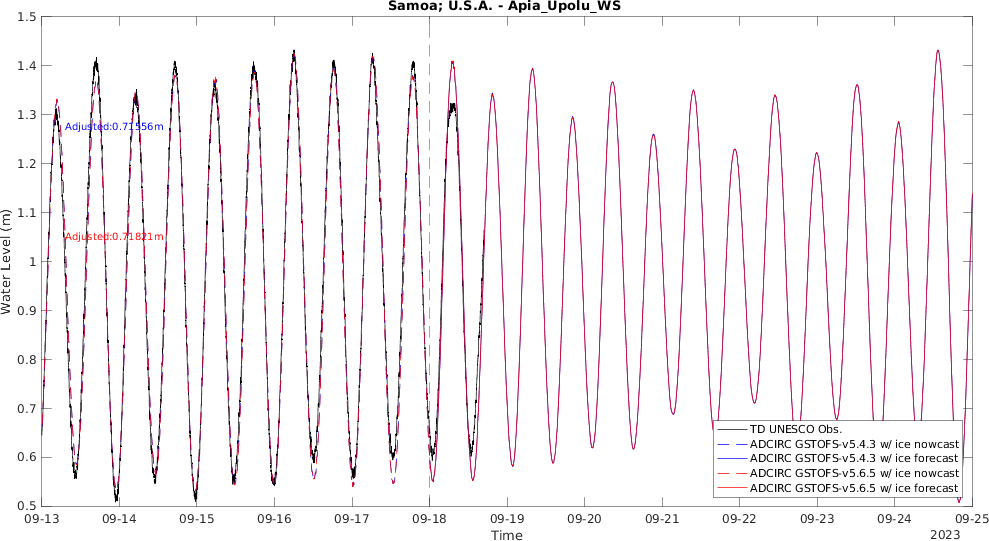 Samoa; U.S.A. - Apia_Upolu_WS
Water Level (m)
1.5
1.4
1.3
1.2
1.1
1
0.9
0.8
0.7
0.6
0.5
Adjusted:0.71556m
Adjusted:0.71821m
TD UNESCO Obs.
ADCIRC GSTOFS-v5.4.3 w/ ice nowcast
ADCIRC GSTOFS-v5.4.3 w/ ice forecast
ADCIRC GSTOFS-v5.6.5 w/ ice nowcast
ADCIRC GSTOFS-v5.6.5 w/ ice forecast
09-13 09-14 09-15 09-16 09-17 09-18 09-19 09-20 09-21 09-22 09-23 09-24 09-25
Time
2023